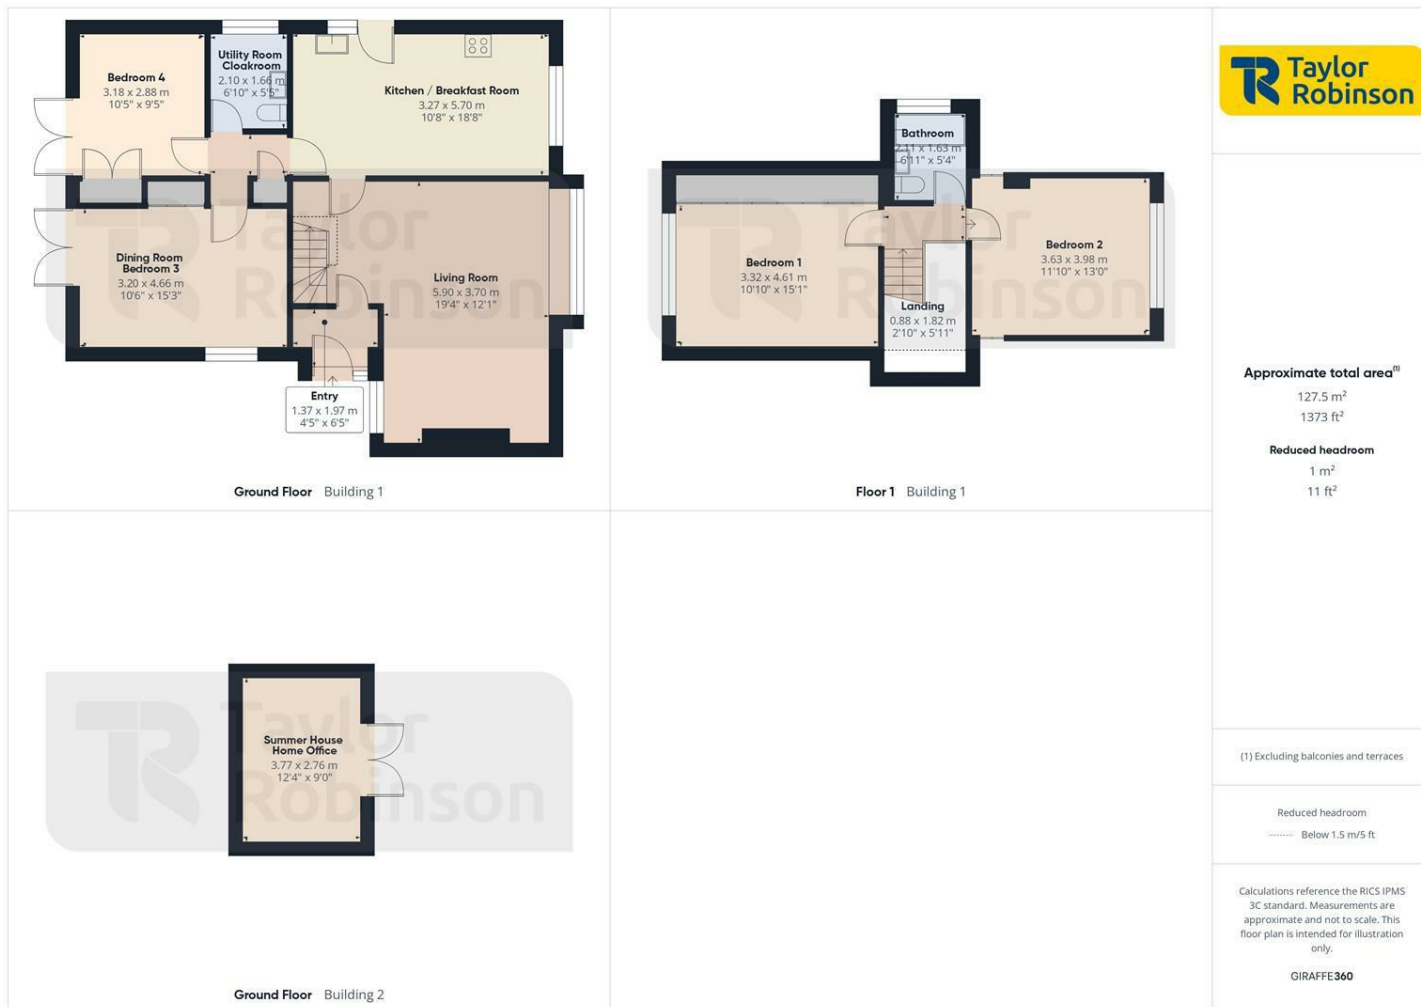 Bedroom 4
3.18 x 2.88 m
10'5" x 9'5"
Utility Room
Cloakroom
2.10 x 1.66 m
6'10" x 5'5"
Kitchen / Breakfast Room
3.27 x 5.70 m
10'8" x 18'8"
Dining Room
Bedroom 3
3.20 x 4.66 m
10'6" x 15'3"
Living Room
5.90 x 3.70 m
19'4" x 12'1"
Entry
1.37 x 1.97 m
4'5" x 6'5"
Taylor
Robinson
Ground Floor Building 1
Bathroom
2.11 x 1.63 m
6'11" x 5'4"
Bedroom 1
3.32 x 4.61 m
10'10" x 15'1"
Bedroom 2
3.63 x 3.98 m
11'10" x 13'0"
Landing
0.88 x 1.82 m
2'10" x 5'11"
Taylor
Robinson
Floor 1 Building 1
Summer House
Home Office
3.77 x 2.76 m
12'4" x 9'0"
Taylor
Robinson
Ground Floor Building 2
TR
Taylor
Robinson
Approximate total area(1)
127.5 m²
1373 ft²
Reduced headroom
1 m²
11 ft²
(1) Excluding balconies and terraces
Reduced headroom
Below 1.5 m/5 ft
Calculations reference the RICS IPMS
3C standard. Measurements are
approximate and not to scale. This
floor plan is intended for illustration
only.
GIRAFFE360